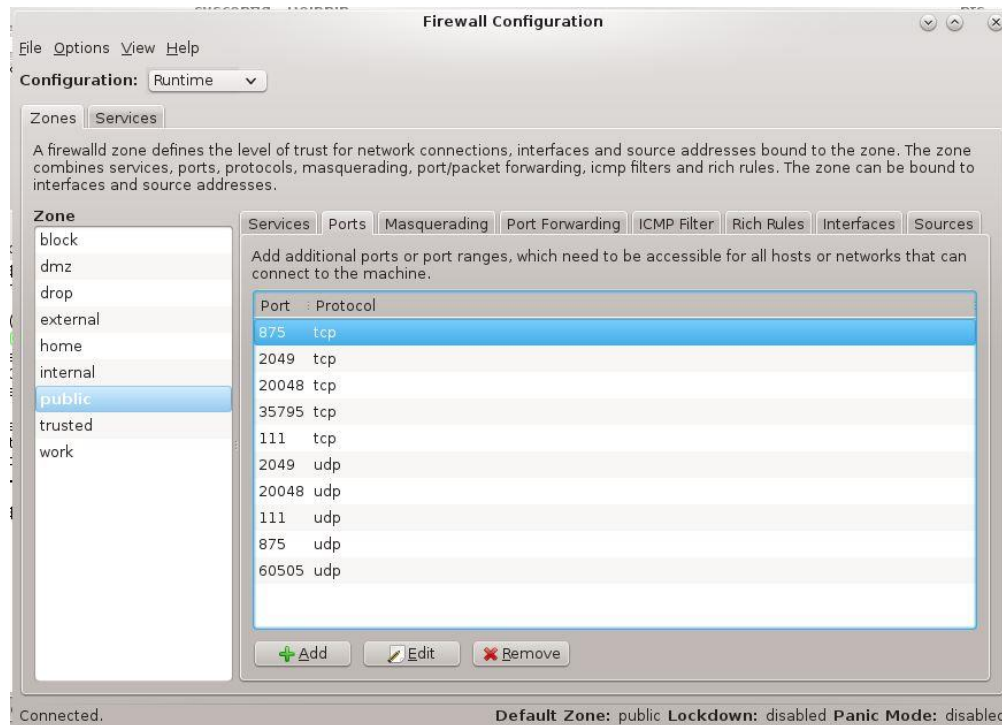 Firewall Configuration
File Options View Help
Configuration: Runtime
Zones Services
A firewalld zone defines the level of trust for network connections, interfaces and source addresses bound to the zone. The zone
combines services, ports, protocols, masquerading, port/packet forwarding, icmp filters and rich rules. The zone can be bound to
interfaces and source addresses.
Zone
block
dmz
drop
external
home
internal
public
trusted
work
Services Ports Masquerading Port Forwarding ICMP Filter Rich Rules Interfaces Sources
Add additional ports or port ranges, which need to be accessible for all hosts or networks that can
connect to the machine.
Port Protocol
875 tcp
2049 tcp
20048 tcp
35795 tcp
111 tcp
2049 udp
20048 udp
111 udp
875 udp
60505 udp
Add Edit Remove
Connected. Default Zone: public Lockdown: disabled Panic Mode: disabled